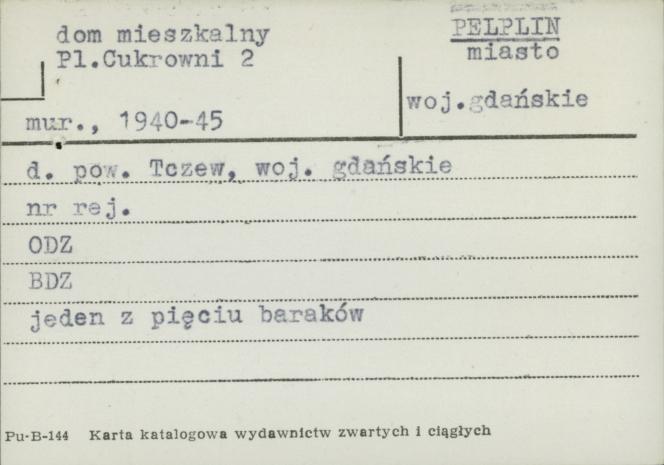 dom mieszkalny
Pl.Cukrowni 2
PELPLIN
miasto
woj.gdańskie
mur., 1940-45
d. pow. Tczew, woj. gdańskie
nr rej.
ODZ
BDZ
jeden z pięciu baraków
Pu-B-144 Karta katalogowa wydawnictw zwartych i ciągłych